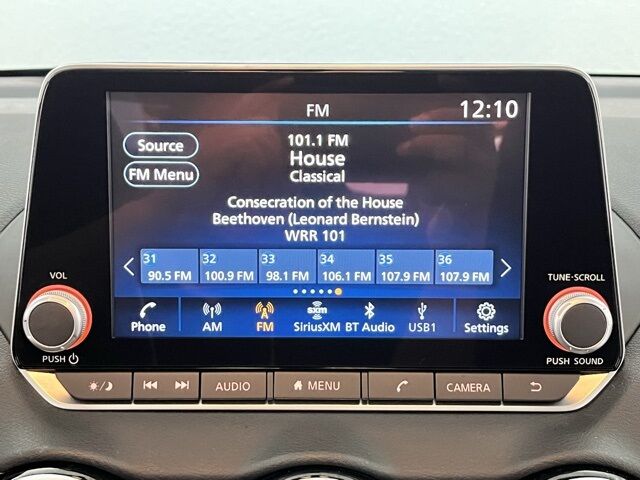 FM
12:10
Source
FM Menu
101.1 FM
House
Classical
Consecration of the House
Beethoven (Leonard Bernstein)
WRR 101
31 32 33 34 35 36
90.5 FM 100.9 FM 98.1 FM 106.1 FM 107.9 FM 107.9 FM
A
sxm
Phone AM FM SiriusXM BT Audio USB1 Settings
VOL
PUSH
TUNE·SCROLL
PUSH SOUND
AUDIO MENU CAMERA